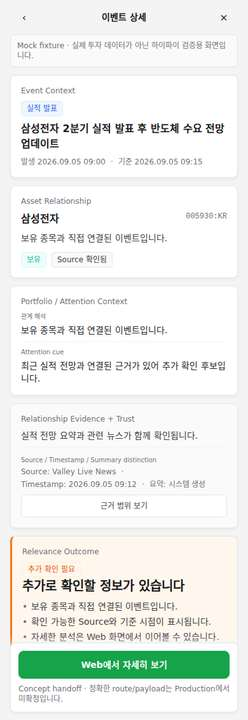 ‹ 이벤트 상세 ×
Mock fixture · 실제 투자 데이터가 아닌 하이파이 검증용 화면입
니다.
Event Context
실적 발표
삼성전자 2분기 실적 발표 후 반도체 수요 전망
업데이트
발생 2026.09.05 09:00 · 기준 2026.09.05 09:15
Asset Relationship
삼성전자 005930:KR
보유 종목과 직접 연결된 이벤트입니다.
보유 Source 확인됨
Portfolio / Attention Context
관계 해석
보유 종목과 직접 연결된 이벤트입니다.
Attention cue
최근 실적 전망과 연결된 근거가 있어 추가 확인 후보입
니다.
Relationship Evidence + Trust
실적 전망 요약과 관련 뉴스가 함께 확인됩니다.
Source / Timestamp / Summary distinction
Source: Valley Live News ·
Timestamp: 2026.09.05 09:12 · 요약: 시스템 생성
근거 범위 보기
Relevance Outcome
추가 확인 필요
추가로 확인할 정보가 있습니다
• 보유 종목과 직접 연결된 이벤트입니다.
• 확인 가능한 Source와 기준 시점이 표시됩니다.
• 자세한 분석은 Web 화면에서 이어볼 수 있습니다.
Web에서 자세히 보기
Concept handoff · 정확한 route/payload는 Production에서
미확정입니다.